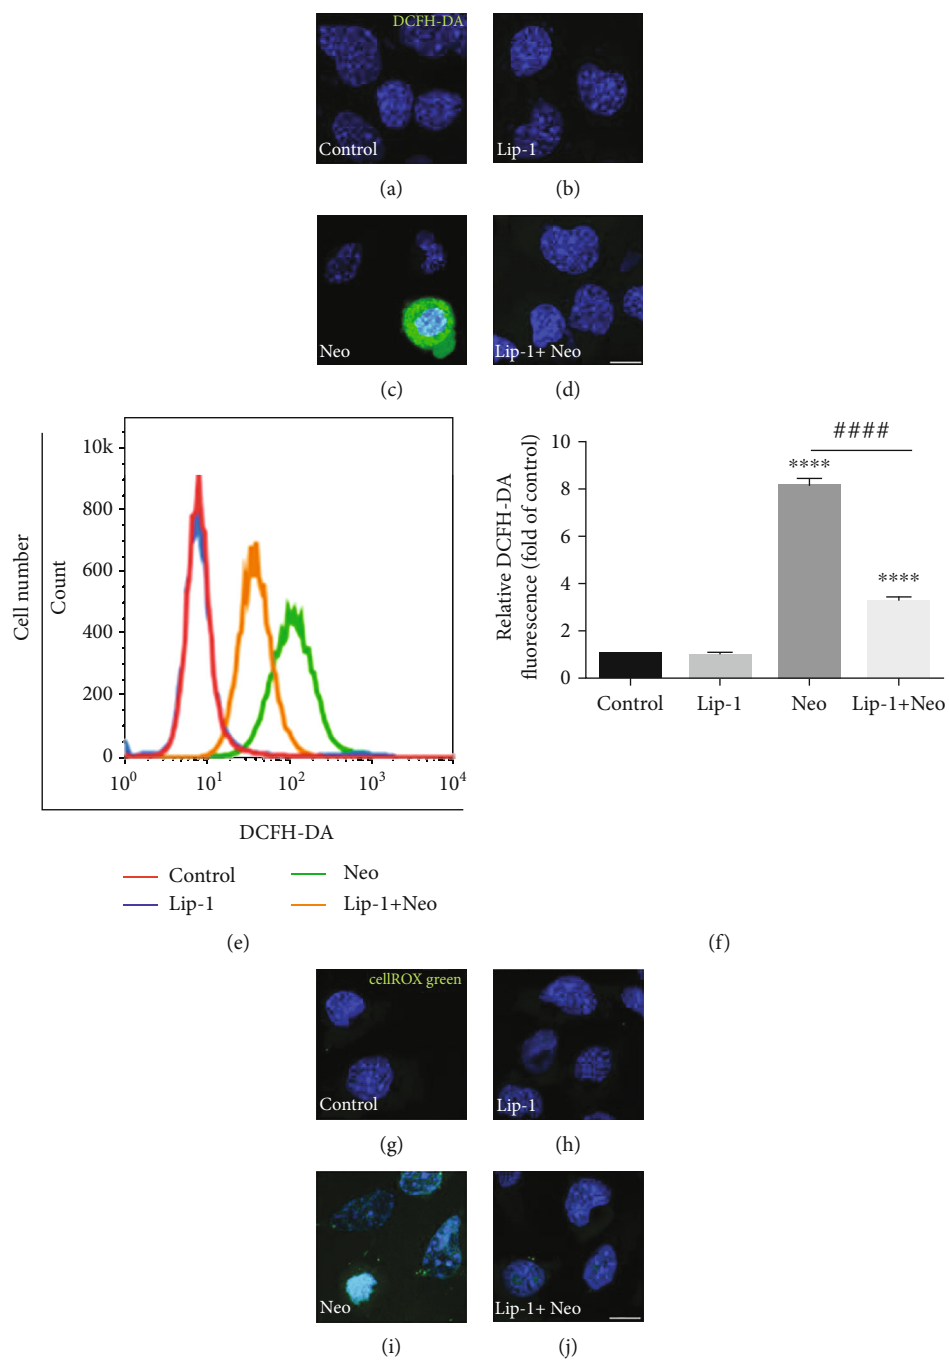 DCFH-DA
Control
Lip-1
(a)
(b)
Neo
Lip-1+ Neo
(c)
(d)
Cell number
Count
10k
800
600
400
200
0
10⁰
10¹
10²
10³
10⁴
DCFH-DA
Control
Neo
Lip-1
Lip-1+Neo
(e)
Relative DCFH-DA
fluorescence (fold of control)
10
8
6
4
2
0
####
****
****
Control
Lip-1
Neo
Lip-1+Neo
(f)
cellROX green
Control
Lip-1
(g)
(h)
Neo
Lip-1+ Neo
(i)
(j)